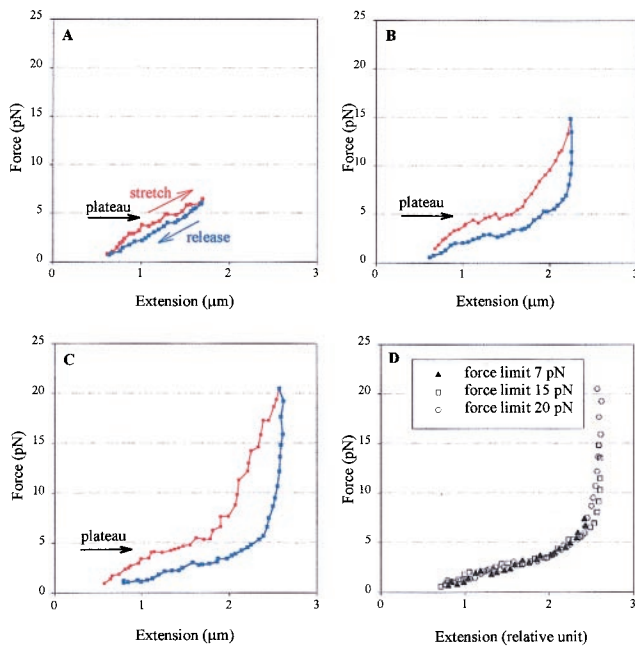 A
25
20
15
10
5
0
Force (pN)
plateau
stretch
release
0
1
2
3
Extension (μm)
B
25
20
15
10
5
0
Force (pN)
plateau
0
1
2
3
Extension (μm)
C
25
20
15
10
5
0
Force (pN)
plateau
0
1
2
3
Extension (μm)
D
25
20
15
10
5
0
Force (pN)
force limit 7 pN
force limit 15 pN
force limit 20 pN
0
1
2
3
Extension (relative unit)